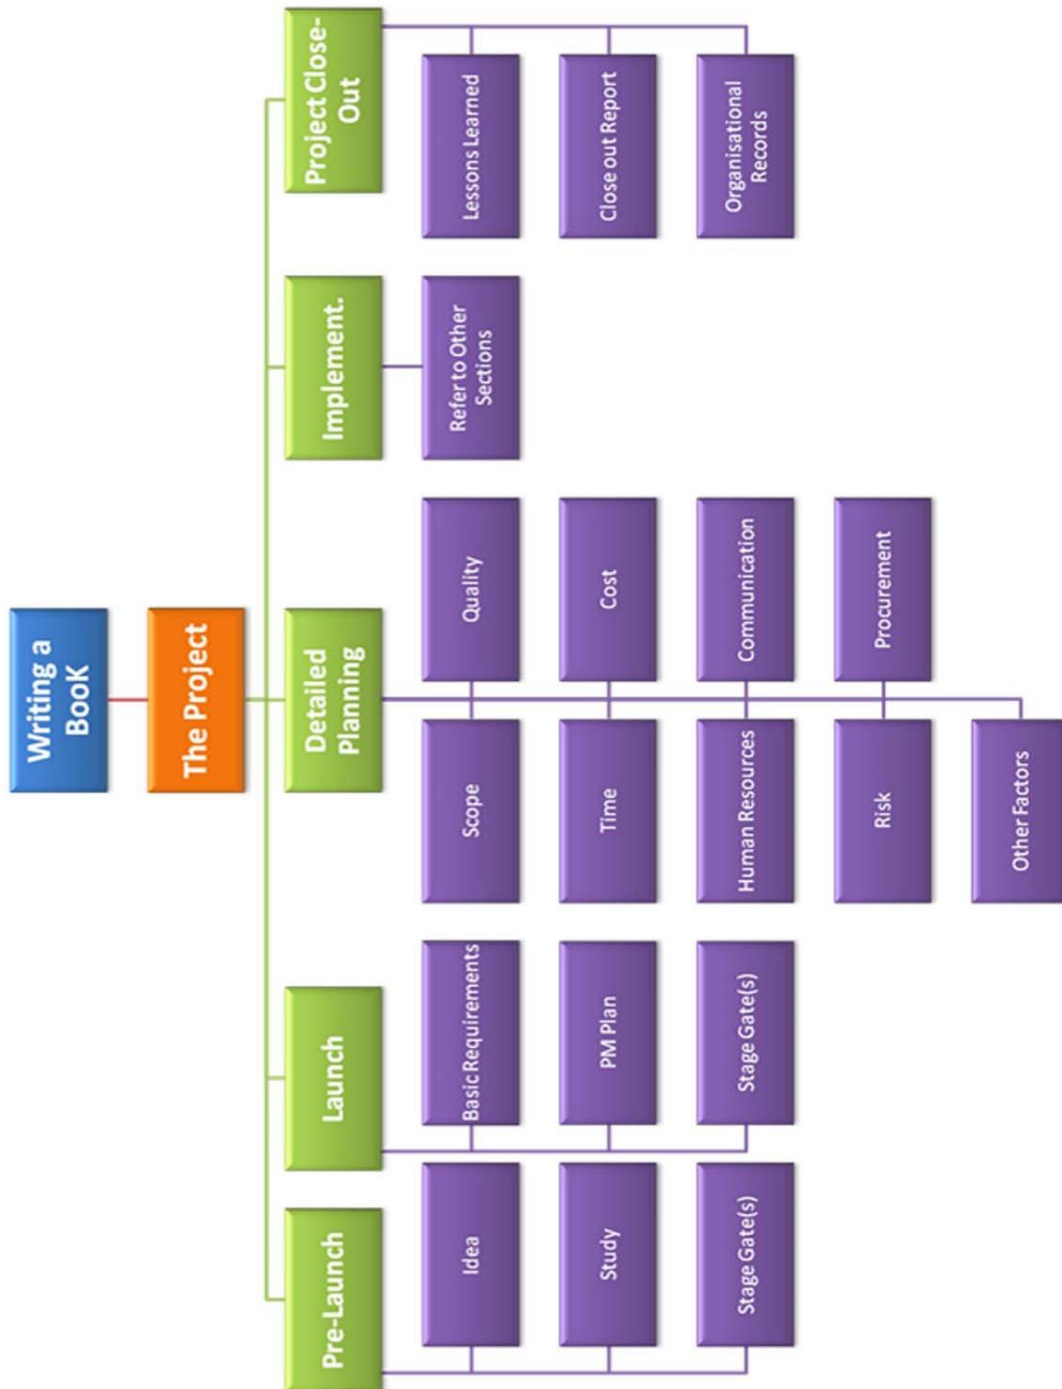 Writing a
BooK
The Project
Pre-Launch
Idea
Study
Stage Gate(s)
Launch
Basic Requirements
PM Plan
Stage Gate(s)
Detailed
Planning
Scope
Quality
Time
Cost
Human Resources
Communication
Risk
Procurement
Other Factors
Implement.
Refer to Other
Sections
Project Close-
Out
Lessons Learned
Close out Report
Organisational
Records